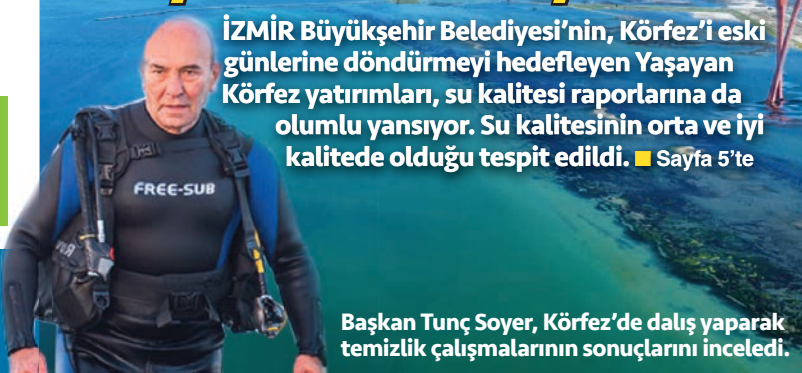 İZMİR Büyükşehir Belediyesi’nin, Körfez’i eski
günlerine döndürmeyi hedefleyen Yaşayan
Körfez yatırımları, su kalitesi raporlarına da
olumlu yansıyor. Su kalitesinin orta ve iyi
kalitede olduğu tespit edildi. Sayfa 5’te
FREE-SUB
Başkan Tunç Soyer, Körfez’de dalış yaparak
temizlik çalışmalarının sonuçlarını inceledi.